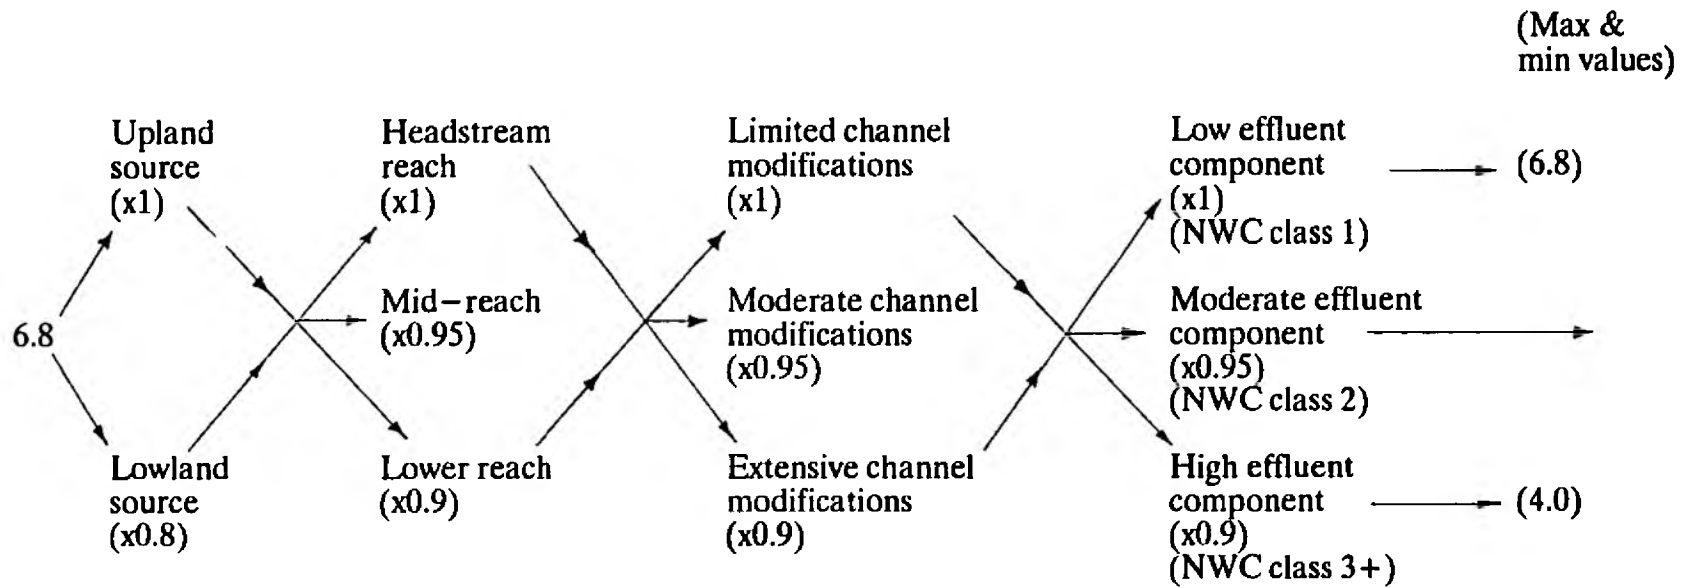 (Max &
min values)
Upland
source
(x1)
Headstream
reach
(x1)
Limited channel
modifications
(x1)
Low effluent
component
(x1)
(NWC class 1)
(6.8)
6.8
Mid-reach
(x0.95)
Moderate channel
modifications
(x0.95)
Moderate effluent
component
(x0.95)
(NWC class 2)
Lowland
source
(x0.8)
Lower reach
(x0.9)
Extensive channel
modifications
(x0.9)
High effluent
component
(x0.9)
(NWC class 3+)
(4.0)